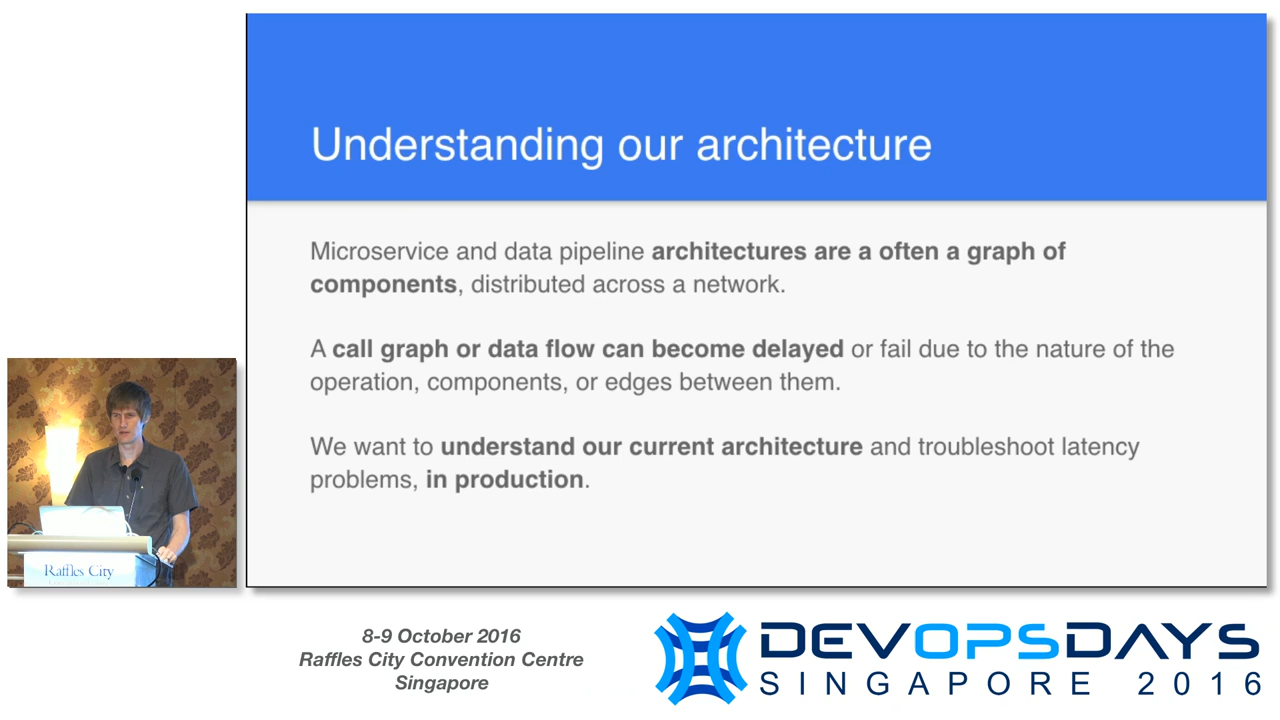 Understanding our architecture
Microservice and data pipeline architectures are a often a graph of
components, distributed across a network.
A call graph or data flow can become delayed or fail due to the nature of the
operation, components, or edges between them.
We want to understand our current architecture and troubleshoot latency
problems, in production.
Raffles City
8-9 October 2016
Raffles City Convention Centre
Singapore
DEVOPSDAYS
SINGAPORE 2016